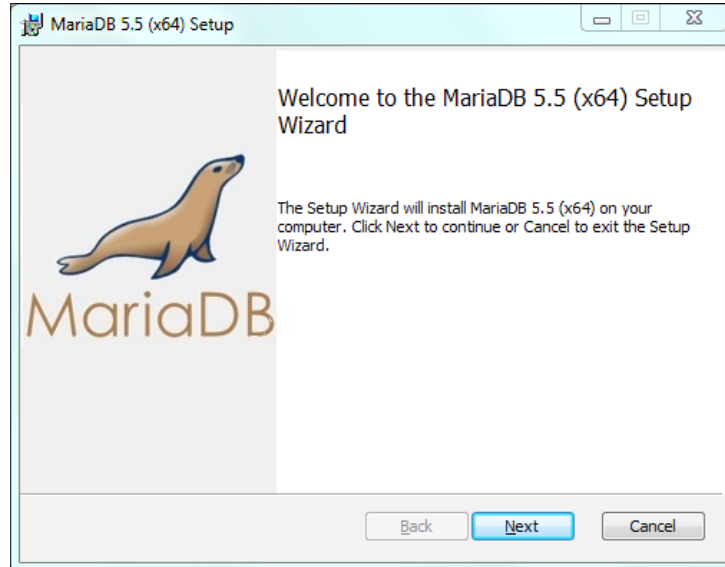 MariaDB 5.5 (x64) Setup
Welcome to the MariaDB 5.5 (x64) Setup
Wizard
The Setup Wizard will install MariaDB 5.5 (x64) on your
computer. Click Next to continue or Cancel to exit the Setup
Wizard.
MariaDB
Back Next Cancel